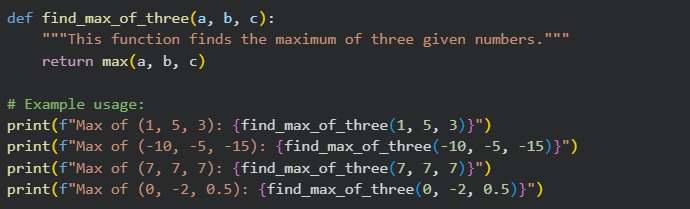 def find_max_of_three(a, b, c):
    """This function finds the maximum of three given numbers."""
    return max(a, b, c)

# Example usage:
print(f"Max of (1, 5, 3): {find_max_of_three(1, 5, 3)}")
print(f"Max of (-10, -5, -15): {find_max_of_three(-10, -5, -15)}")
print(f"Max of (7, 7, 7): {find_max_of_three(7, 7, 7)}")
print(f"Max of (0, -2, 0.5): {find_max_of_three(0, -2, 0.5)}")